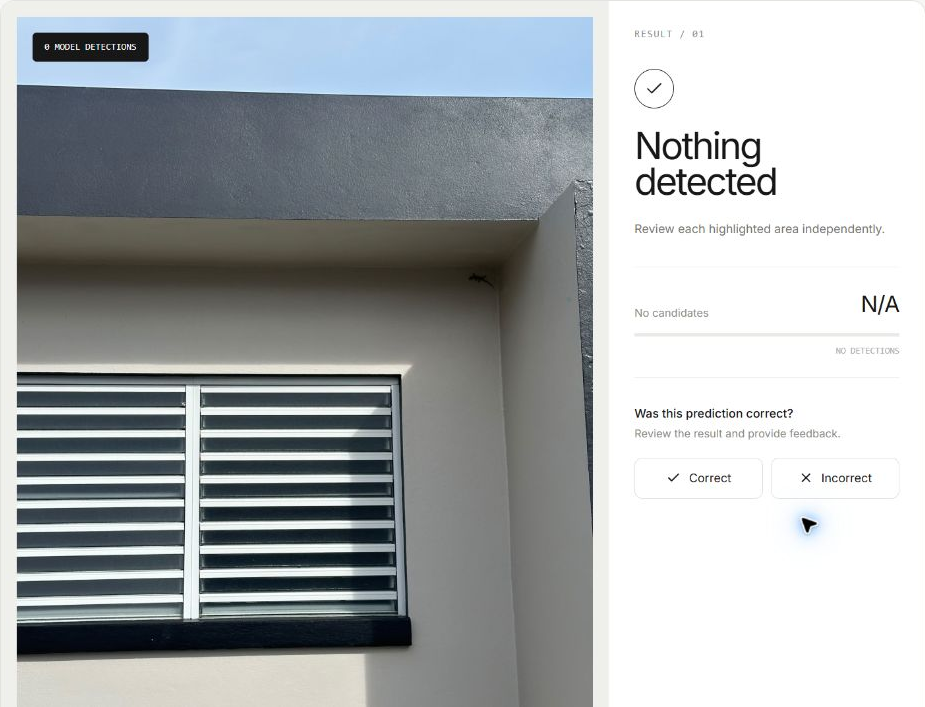 0 MODEL DETECTIONS
RESULT / 01
Nothing
detected
Review each highlighted area independently.
No candidates
N/A
NO DETECTIONS
Was this prediction correct?
Review the result and provide feedback.
Correct
Incorrect